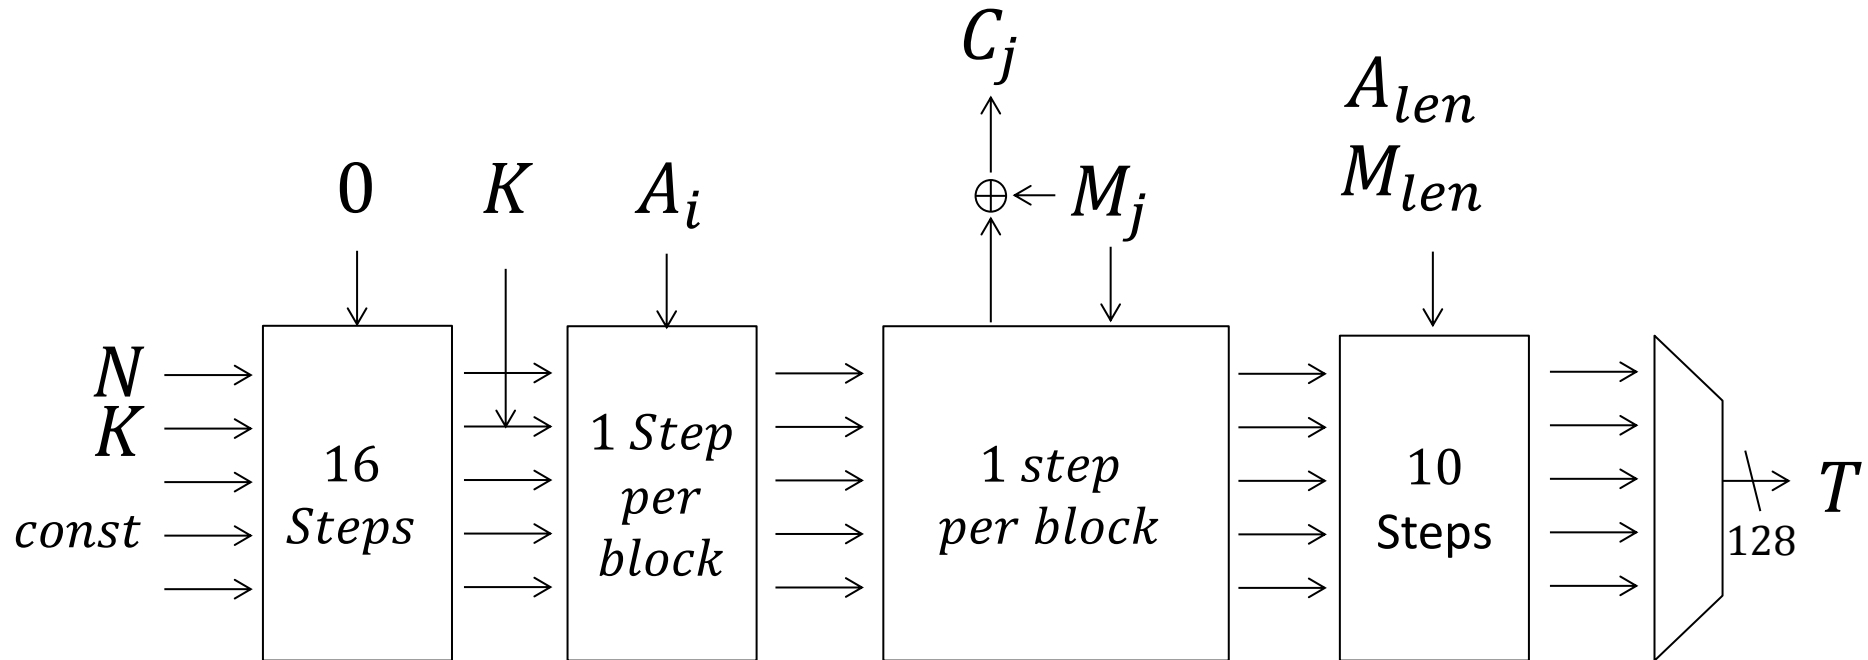 C_j
A_len
M_len
0
K
A_i
M_j
N
K
const
16
Steps
1 Step
per
block
1 step
per block
10
Steps
T
128